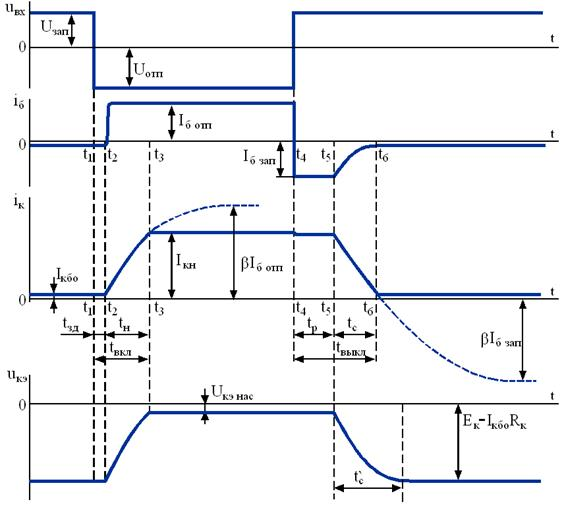 uвх
Uзап
0
t
Uотп
iб
Iб отп
0
t
t1 t2 t3
Iб зап
t4 t5 t6
iк
Iкбо
Iкн
βIб отп
0
t
t1 t2 t3 t4 t5 t6
tзд tн tр tс
tвкл tвыкл
βIб зап
uкэ
0
Uкэ нас
t
Eк-IкбоRк
t`с